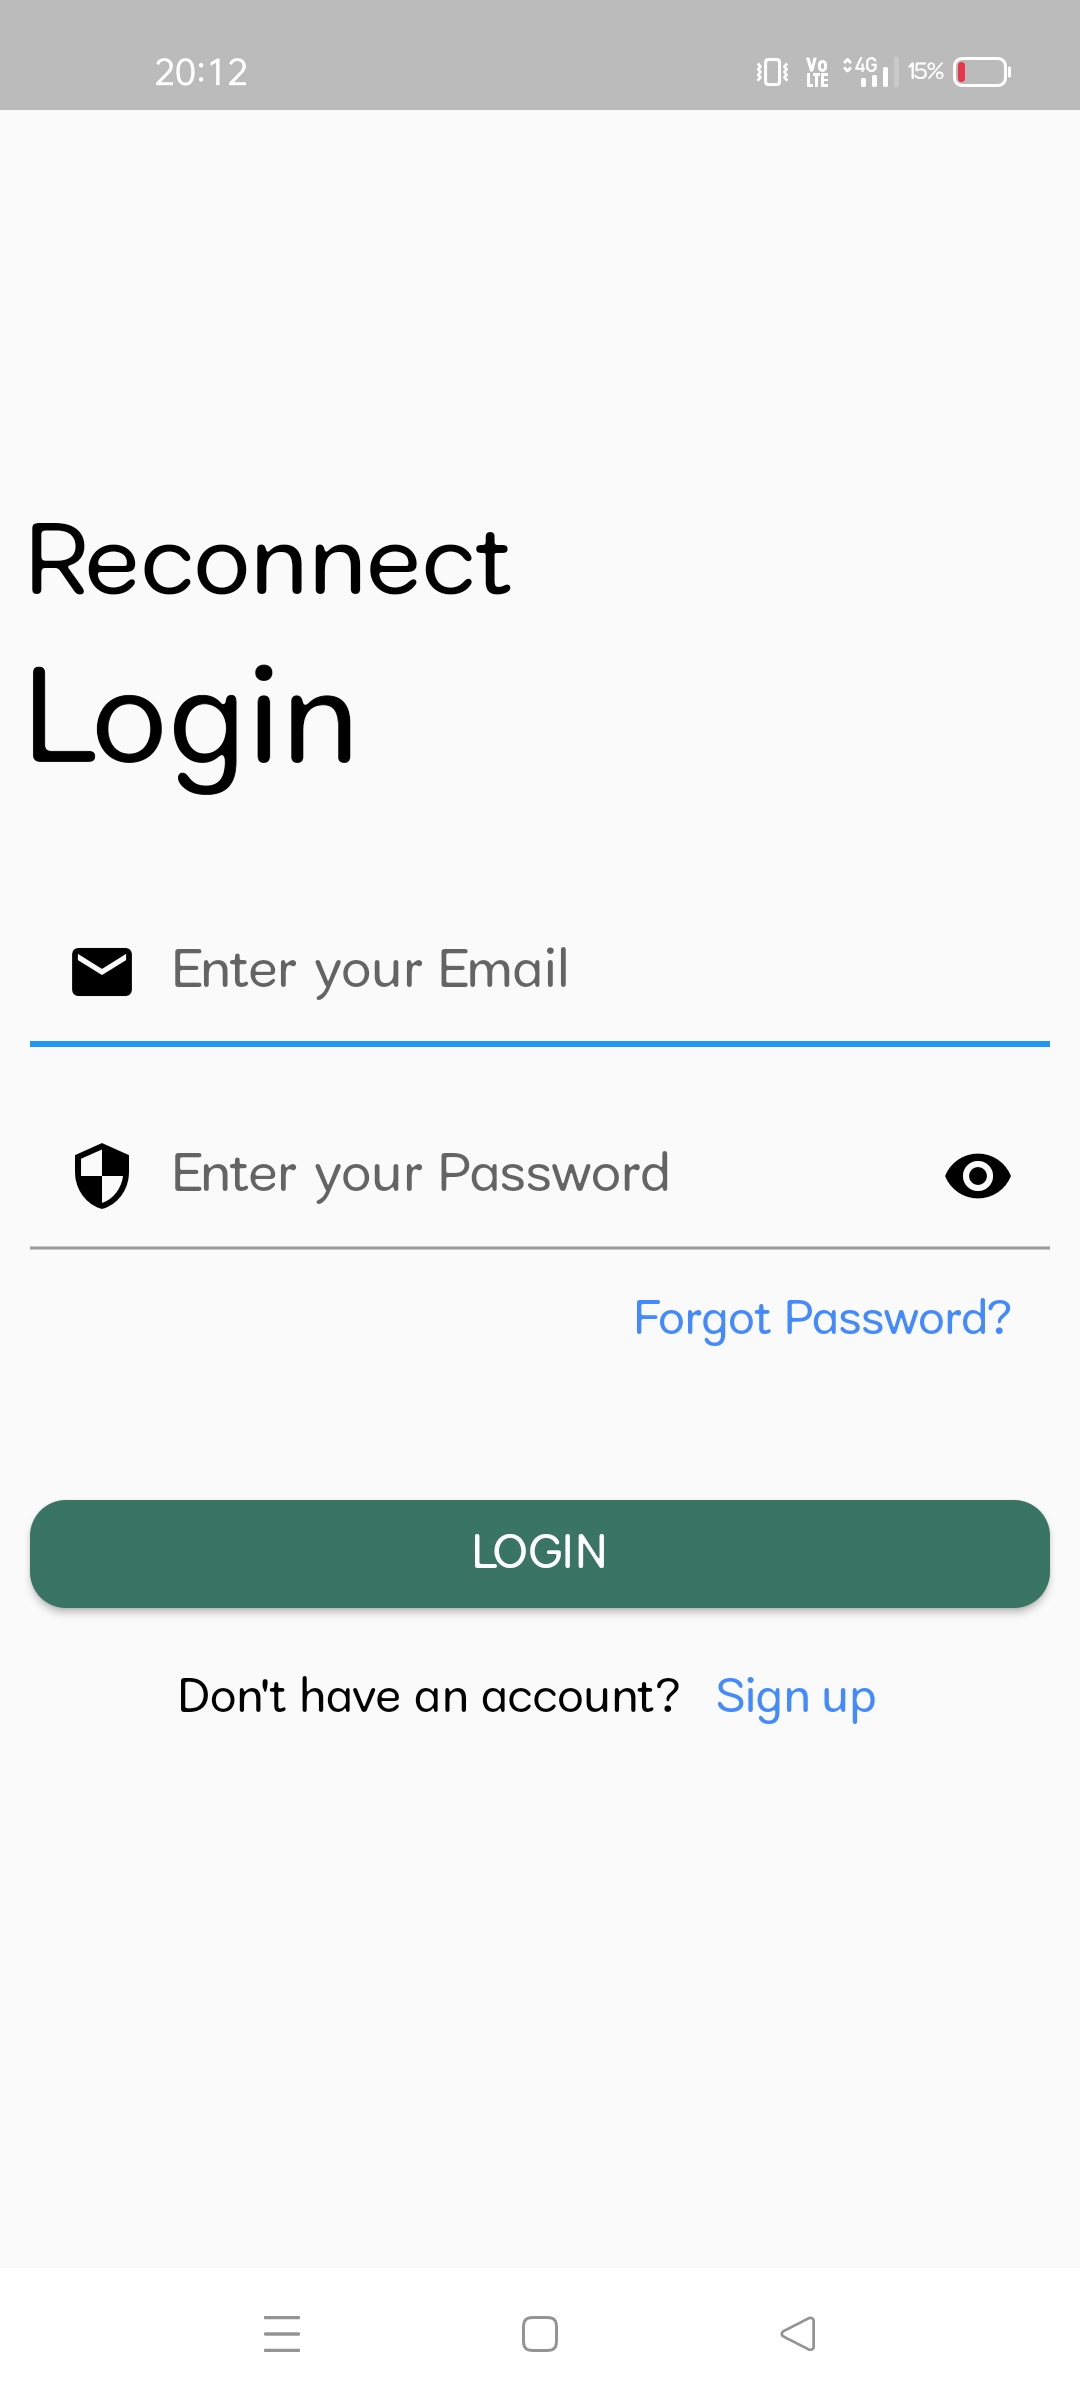 20:12 Vo LTE 4G 15%
Reconnect
Login
Enter your Email
Enter your Password
Forgot Password?
LOGIN
Don't have an account? Sign up